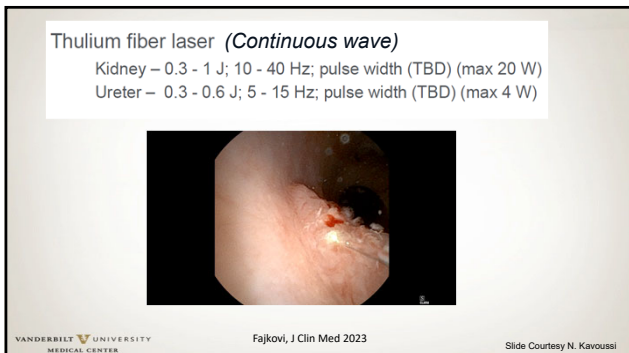 Thulium fiber laser (Continuous wave)
Kidney – 0.3 - 1 J; 10 - 40 Hz; pulse width (TBD) (max 20 W)
Ureter – 0.3 - 0.6 J; 5 - 15 Hz; pulse width (TBD) (max 4 W)
VANDERBILT V UNIVERSITY
MEDICAL CENTER
Fajkovi, J Clin Med 2023
Slide Courtesy N. Kavoussi